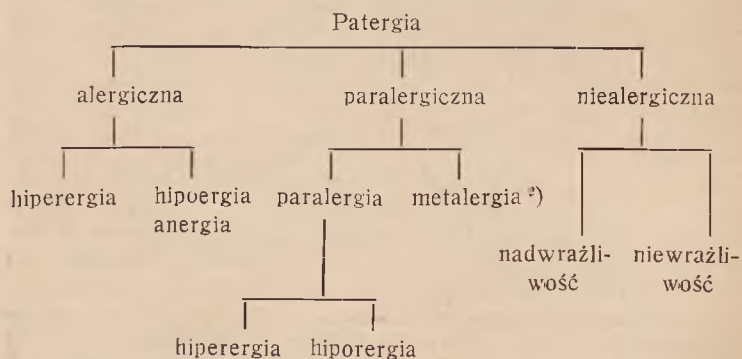 Patergia
alergiczna paralergiczna niealergiczna
hiperergia hipoergia paralergia metalergia *)
anergia
nadwrażli- niewrażli-
wość wość
hiperergia hiporergia